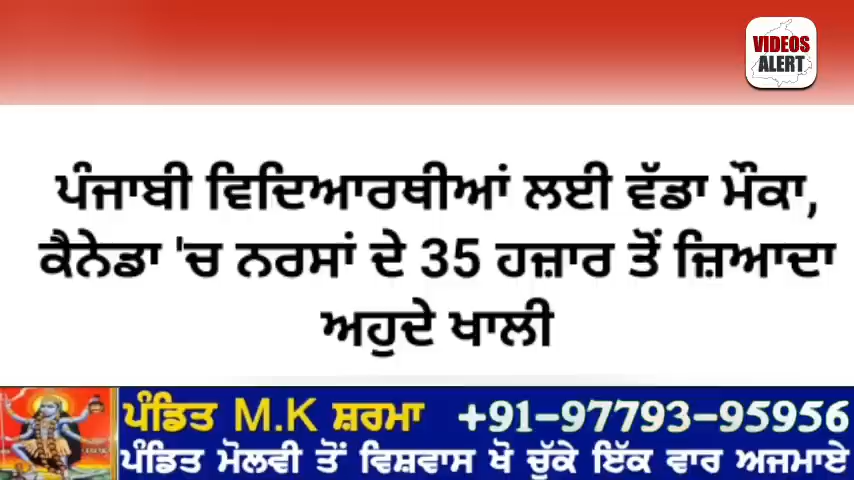 VIDEOS
ALERT
ਪੰਜਾਬੀ ਵਿਦਿਆਰਥੀਆਂ ਲਈ ਵੱਡਾ ਮੌਕਾ,
ਕੈਨੇਡਾ 'ਚ ਨਰਸਾਂ ਦੇ 35 ਹਜ਼ਾਰ ਤੋਂ ਜ਼ਿਆਦਾ
ਅਹੁਦੇ ਖਾਲੀ
ਪੰਡਿਤ M.K ਸ਼ਰਮਾ +91-97793-95956
ਪੰਡਿਤ ਮੋਲਵੀ ਤੋਂ ਵਿਸ਼ਵਾਸ ਖੋ ਚੁੱਕੇ ਇੱਕ ਵਾਰ ਅਜਮਾਏ